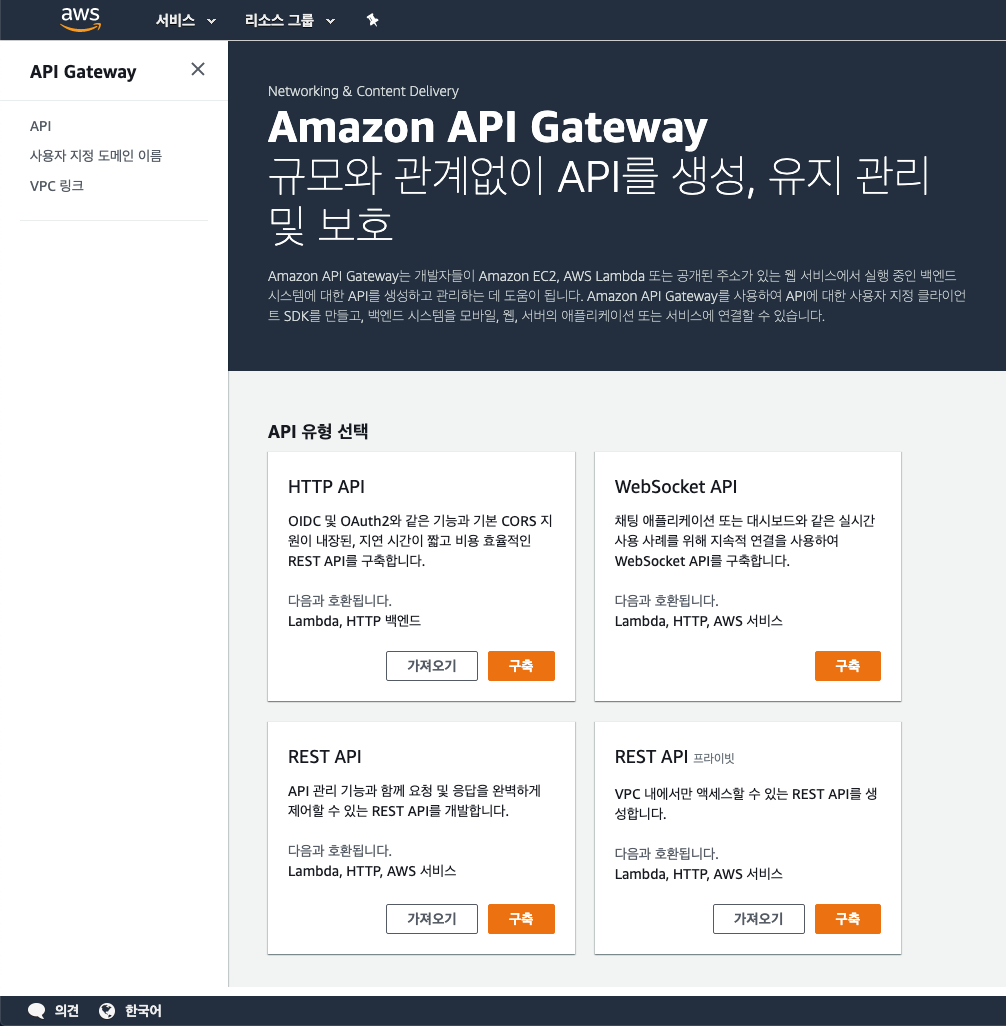 aws 서비스 리소스 그룹
API Gateway
API
사용자 지정 도메인 이름
VPC 링크
Networking & Content Delivery
Amazon API Gateway
규모와 관계없이 API를 생성, 유지 관리
및 보호
Amazon API Gateway는 개발자들이 Amazon EC2, AWS Lambda 또는 공개된 주소가 있는 웹 서비스에서 실행 중인 백엔드
시스템에 대한 API를 생성하고 관리하는 데 도움이 됩니다. Amazon API Gateway를 사용하여 API에 대한 사용자 지정 클라이언
트 SDK를 만들고, 백엔드 시스템을 모바일, 웹, 서버의 애플리케이션 또는 서비스에 연결할 수 있습니다.
API 유형 선택
HTTP API
OIDC 및 OAuth2와 같은 기능과 기본 CORS 지
원이 내장된, 지연 시간이 짧고 비용 효율적인
REST API를 구축합니다.
다음과 호환됩니다.
Lambda, HTTP 백엔드
가져오기 구축
WebSocket API
채팅 애플리케이션 또는 대시보드와 같은 실시간
사용 사례를 위해 지속적 연결을 사용하여
WebSocket API를 구축합니다.
다음과 호환됩니다.
Lambda, HTTP, AWS 서비스
구축
REST API
API 관리 기능과 함께 요청 및 응답을 완벽하게
제어할 수 있는 REST API를 개발합니다.
다음과 호환됩니다.
Lambda, HTTP, AWS 서비스
가져오기 구축
REST API 프라이빗
VPC 내에서만 액세스할 수 있는 REST API를 생
성합니다.
다음과 호환됩니다.
Lambda, HTTP, AWS 서비스
가져오기 구축
의견 한국어